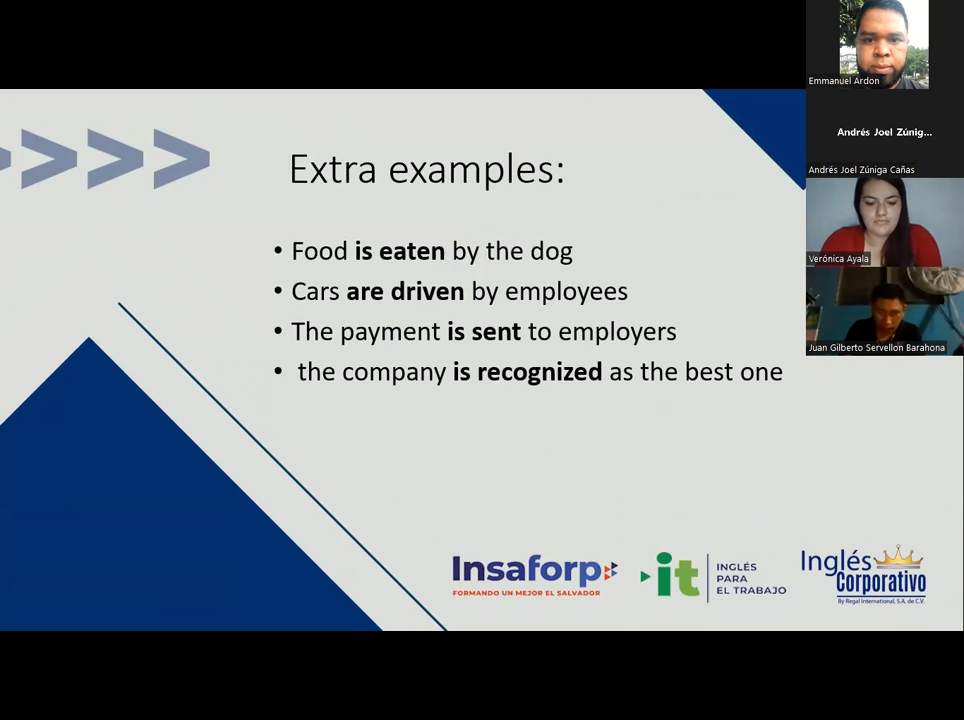 Extra examples:
• Food is eaten by the dog
• Cars are driven by employees
• The payment is sent to employers
• the company is recognized as the best one
Insaforp
FORMANDO UN MEJOR EL SALVADOR
it
INGLÉS
PARA
EL TRABAJO
Inglés
Corporativo
By Regal International, S.A. de C.V.
Emmanuel Ardon
Andrés Joel Zúnig...
Andrés Joel Zúniga Cañas
Verónica Ayala
Juan Gilberto Servellon Barahona